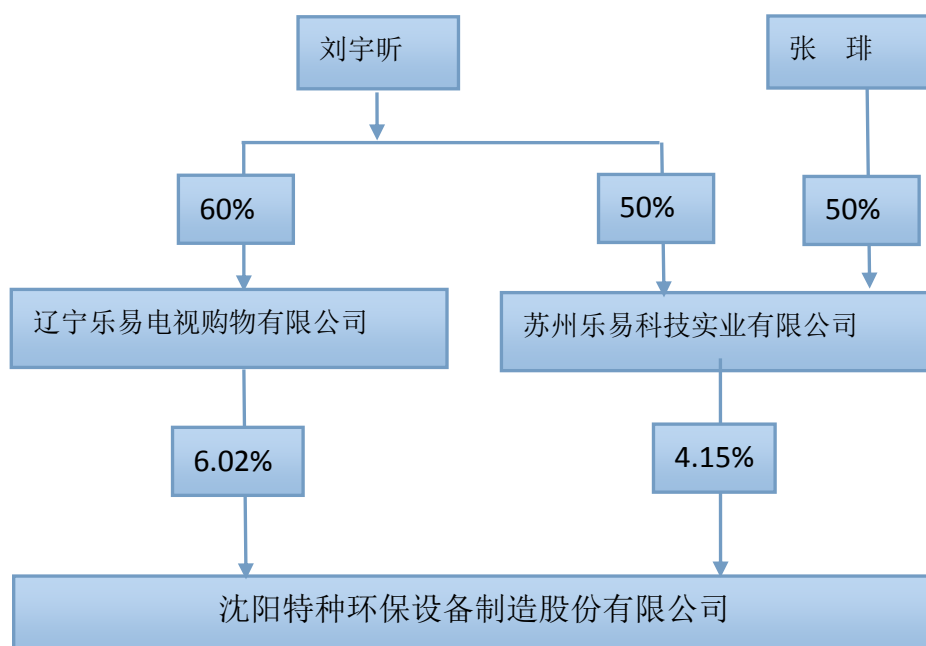 刘宇昕
张 琲
60%
50%
50%
辽宁乐易电视购物有限公司
苏州乐易科技实业有限公司
6.02%
4.15%
沈阳特种环保设备制造股份有限公司